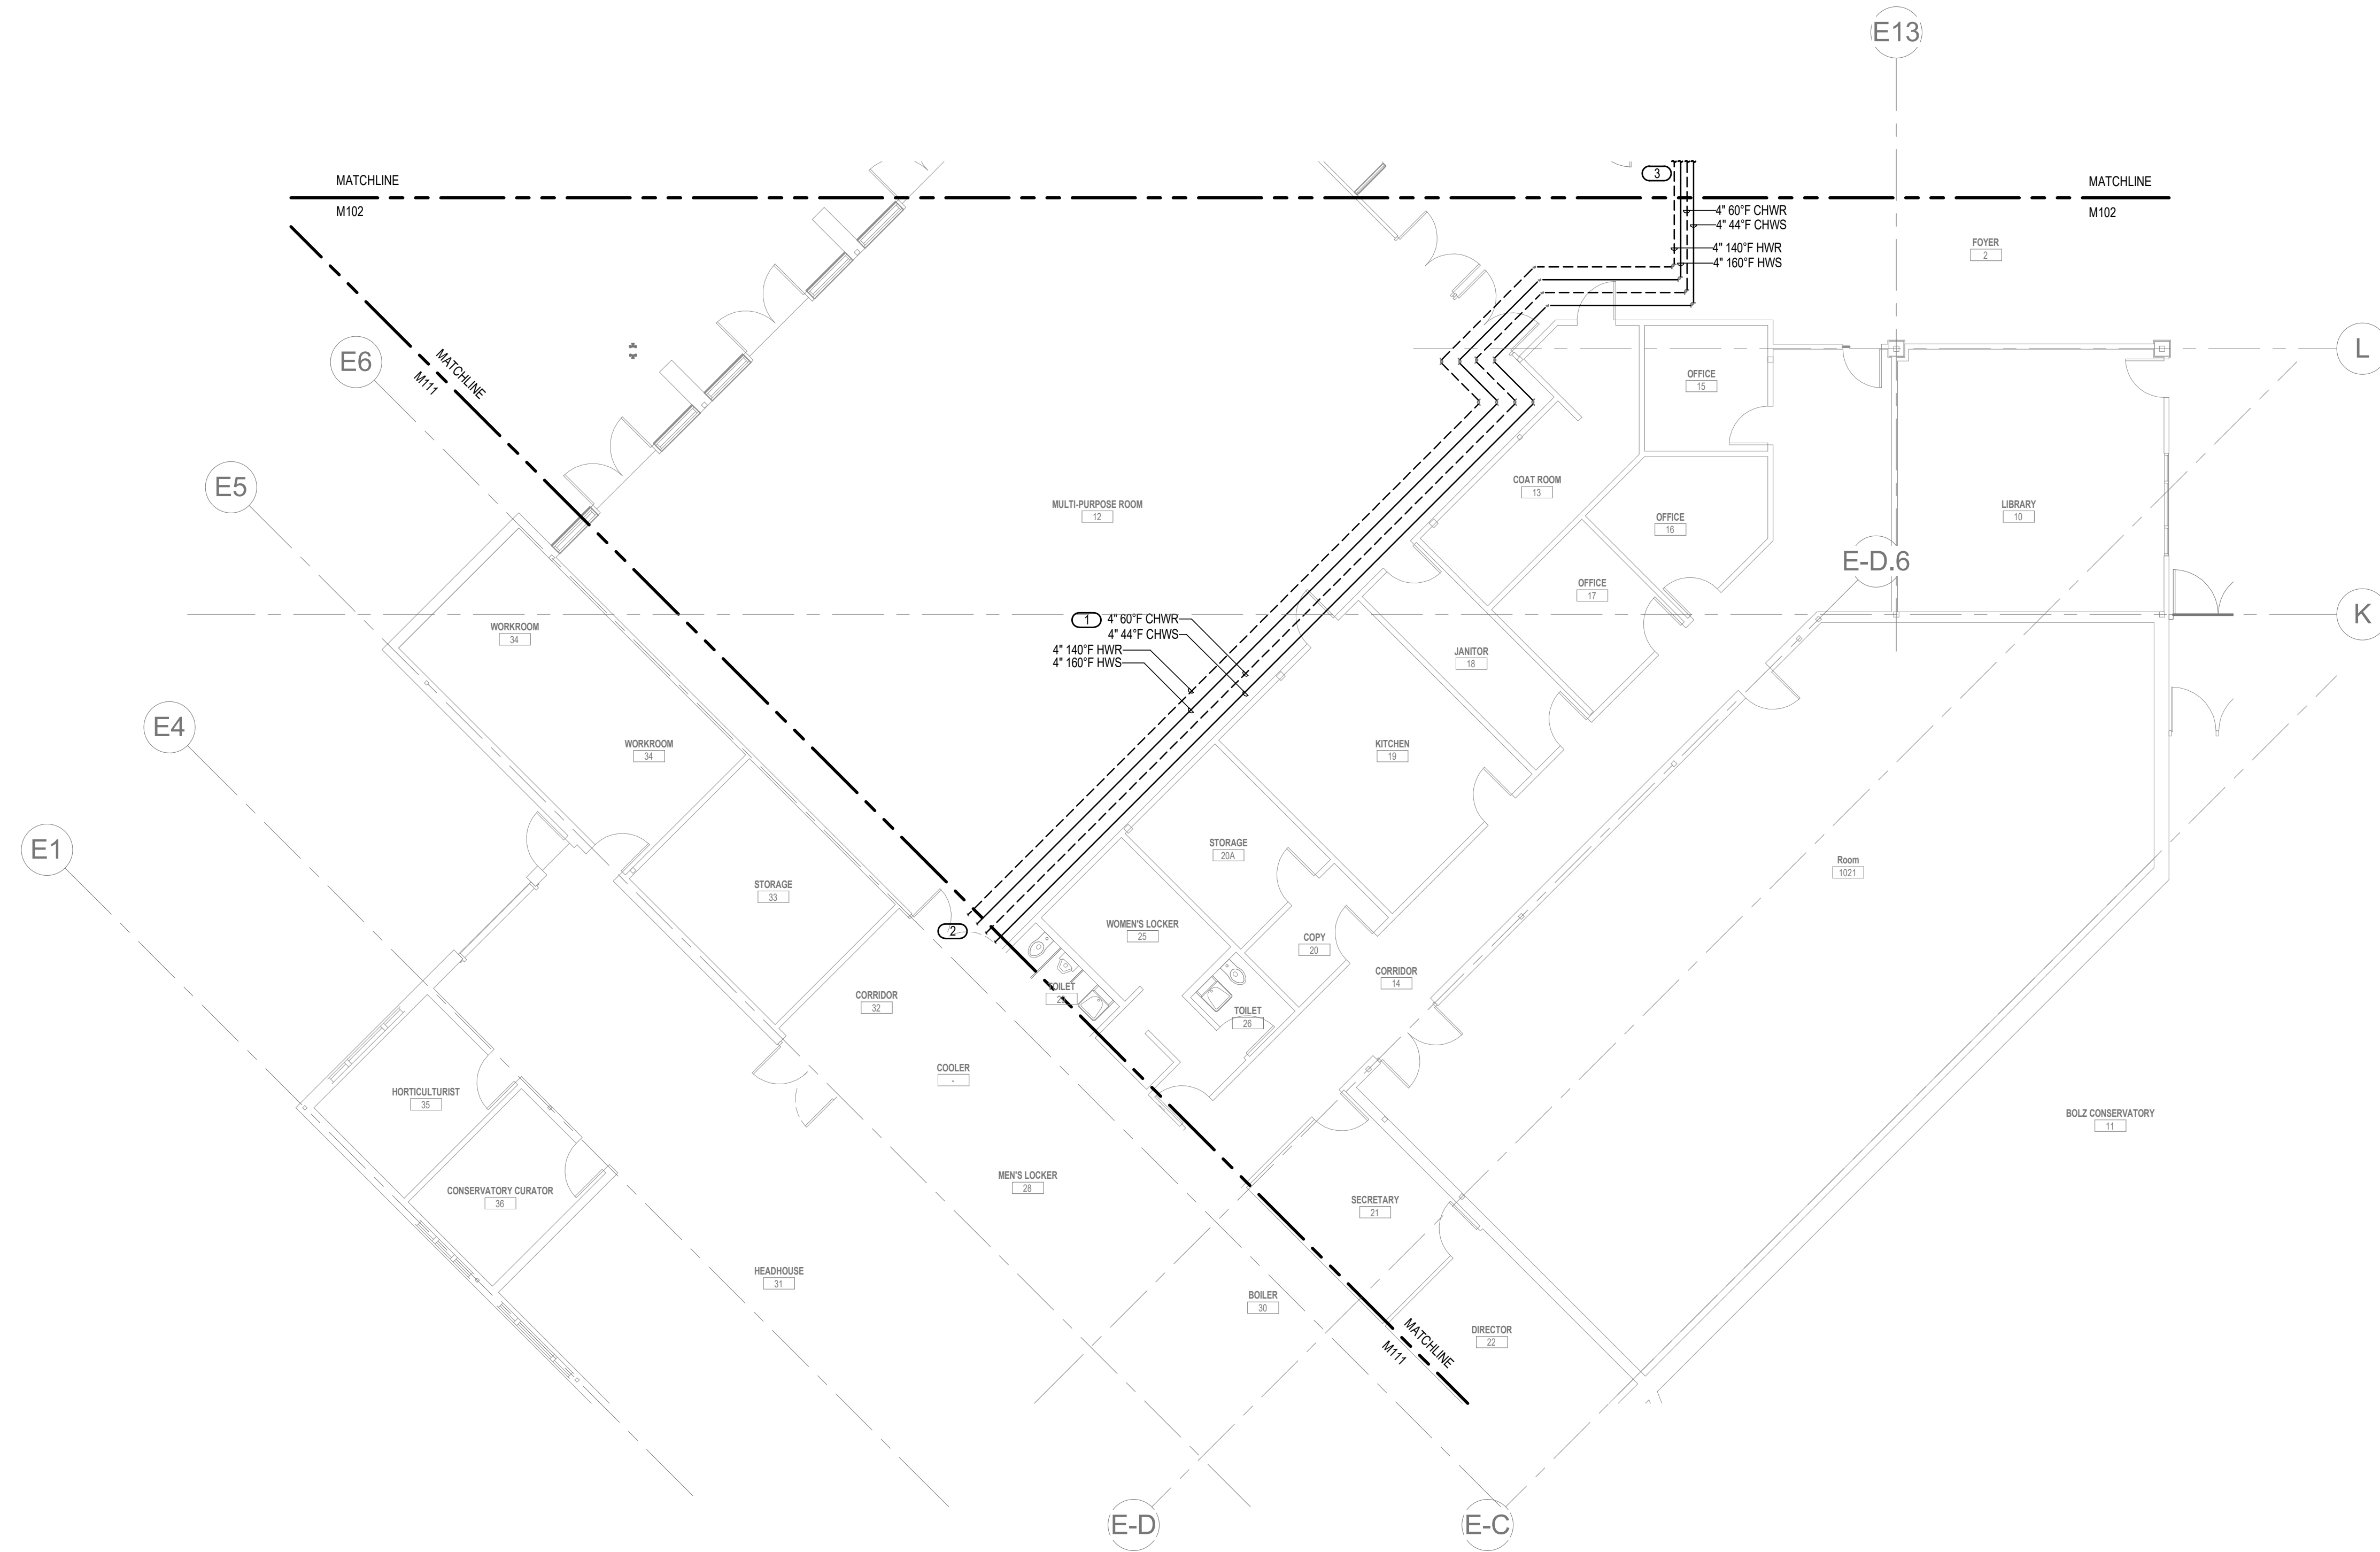 E13
MATCHLINE
M102
3
MATCHLINE
M102
4" 60°F CHWR
4" 44°F CHWS
4" 140°F HWR
4" 160°F HWS
FOYER
2
E6
MATCHLINE
M111
L
OFFICE
15
E5
MULTI-PURPOSE ROOM
12
COAT ROOM
13
OFFICE
16
LIBRARY
10
E-D.6
OFFICE
17
K
1
4" 60°F CHWR
4" 44°F CHWS
4" 140°F HWR
4" 160°F HWS
WORKROOM
34
JANITOR
18
E4
WORKROOM
34
KITCHEN
19
E1
STORAGE
20A
Room
1021
STORAGE
33
WOMEN'S LOCKER
25
2
COPY
20
CORRIDOR
14
CORRIDOR
32
TOILET
TOILET
26
COOLER
-
HORTICULTURIST
35
BOLZ CONSERVATORY
11
MEN'S LOCKER
28
CONSERVATORY CURATOR
36
SECRETARY
21
HEADHOUSE
31
BOILER
30
MATCHLINE
M111
DIRECTOR
22
E-D
E-C